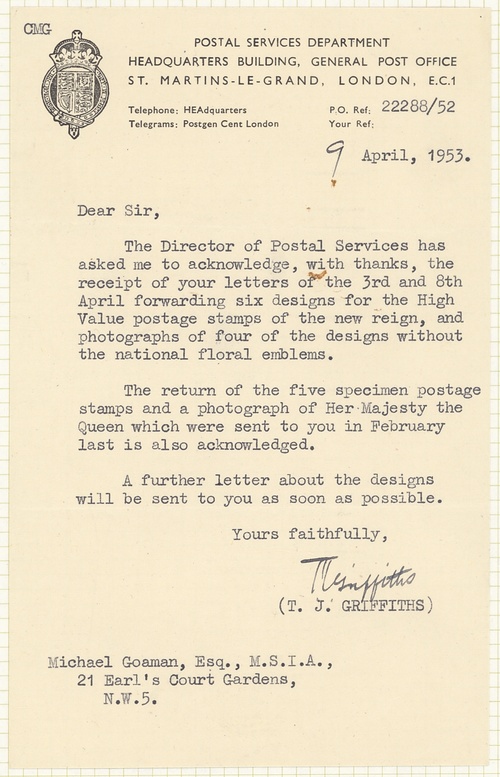 CMG
POSTAL SERVICES DEPARTMENT
HEADQUARTERS BUILDING, GENERAL POST OFFICE
ST. MARTINS-LE-GRAND, LONDON, E.C.1
Telephone: HEAdquarters
P.O. Ref: 22288/52
Telegrams: Postgen Cent London
Your Ref:
9 April, 1953.
Dear Sir,
The Director of Postal Services has
asked me to acknowledge, with thanks, the
receipt of your letters of the 3rd and 8th
April forwarding six designs for the High
Value postage stamps of the new reign, and
photographs of four of the designs without
the national floral emblems.
The return of the five specimen postage
stamps and a photograph of Her Majesty the
Queen which were sent to you in February
last is also acknowledged.
A further letter about the designs
will be sent to you as soon as possible.
Yours faithfully,
TJGriffiths
(T. J. GRIFFITHS)
Michael Goaman, Esq., M.S.I.A.,
21 Earl's Court Gardens,
N.W.5.